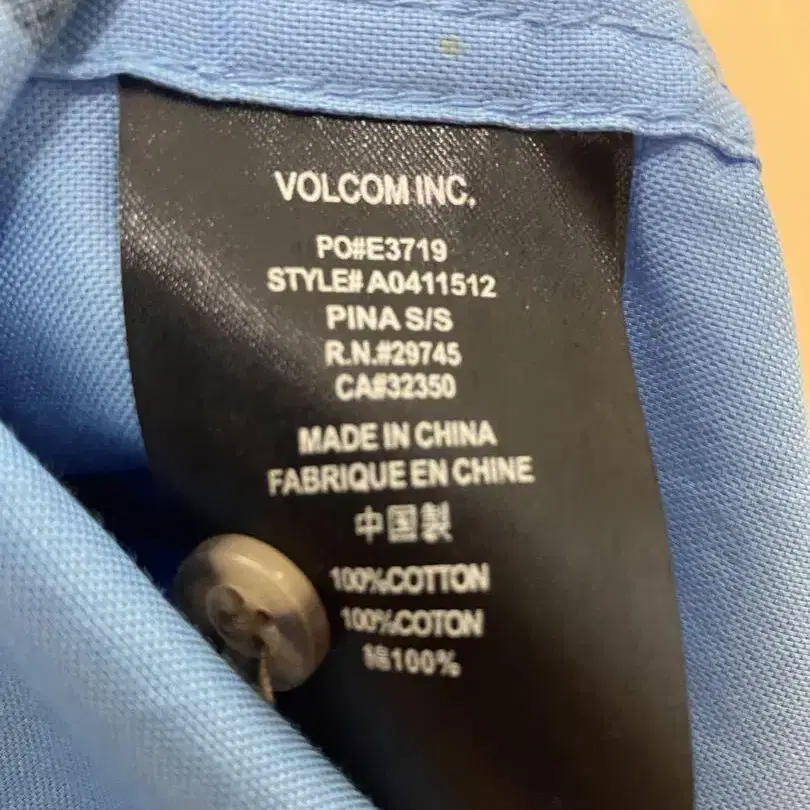 VOLCOM INC.
PO#E3719
STYLE# A0411512
PINA S/S
R.N.#29745
CA#32350
MADE IN CHINA
FABRIQUE EN CHINE
中国製
100%COTTON
100%COTON
綿100%